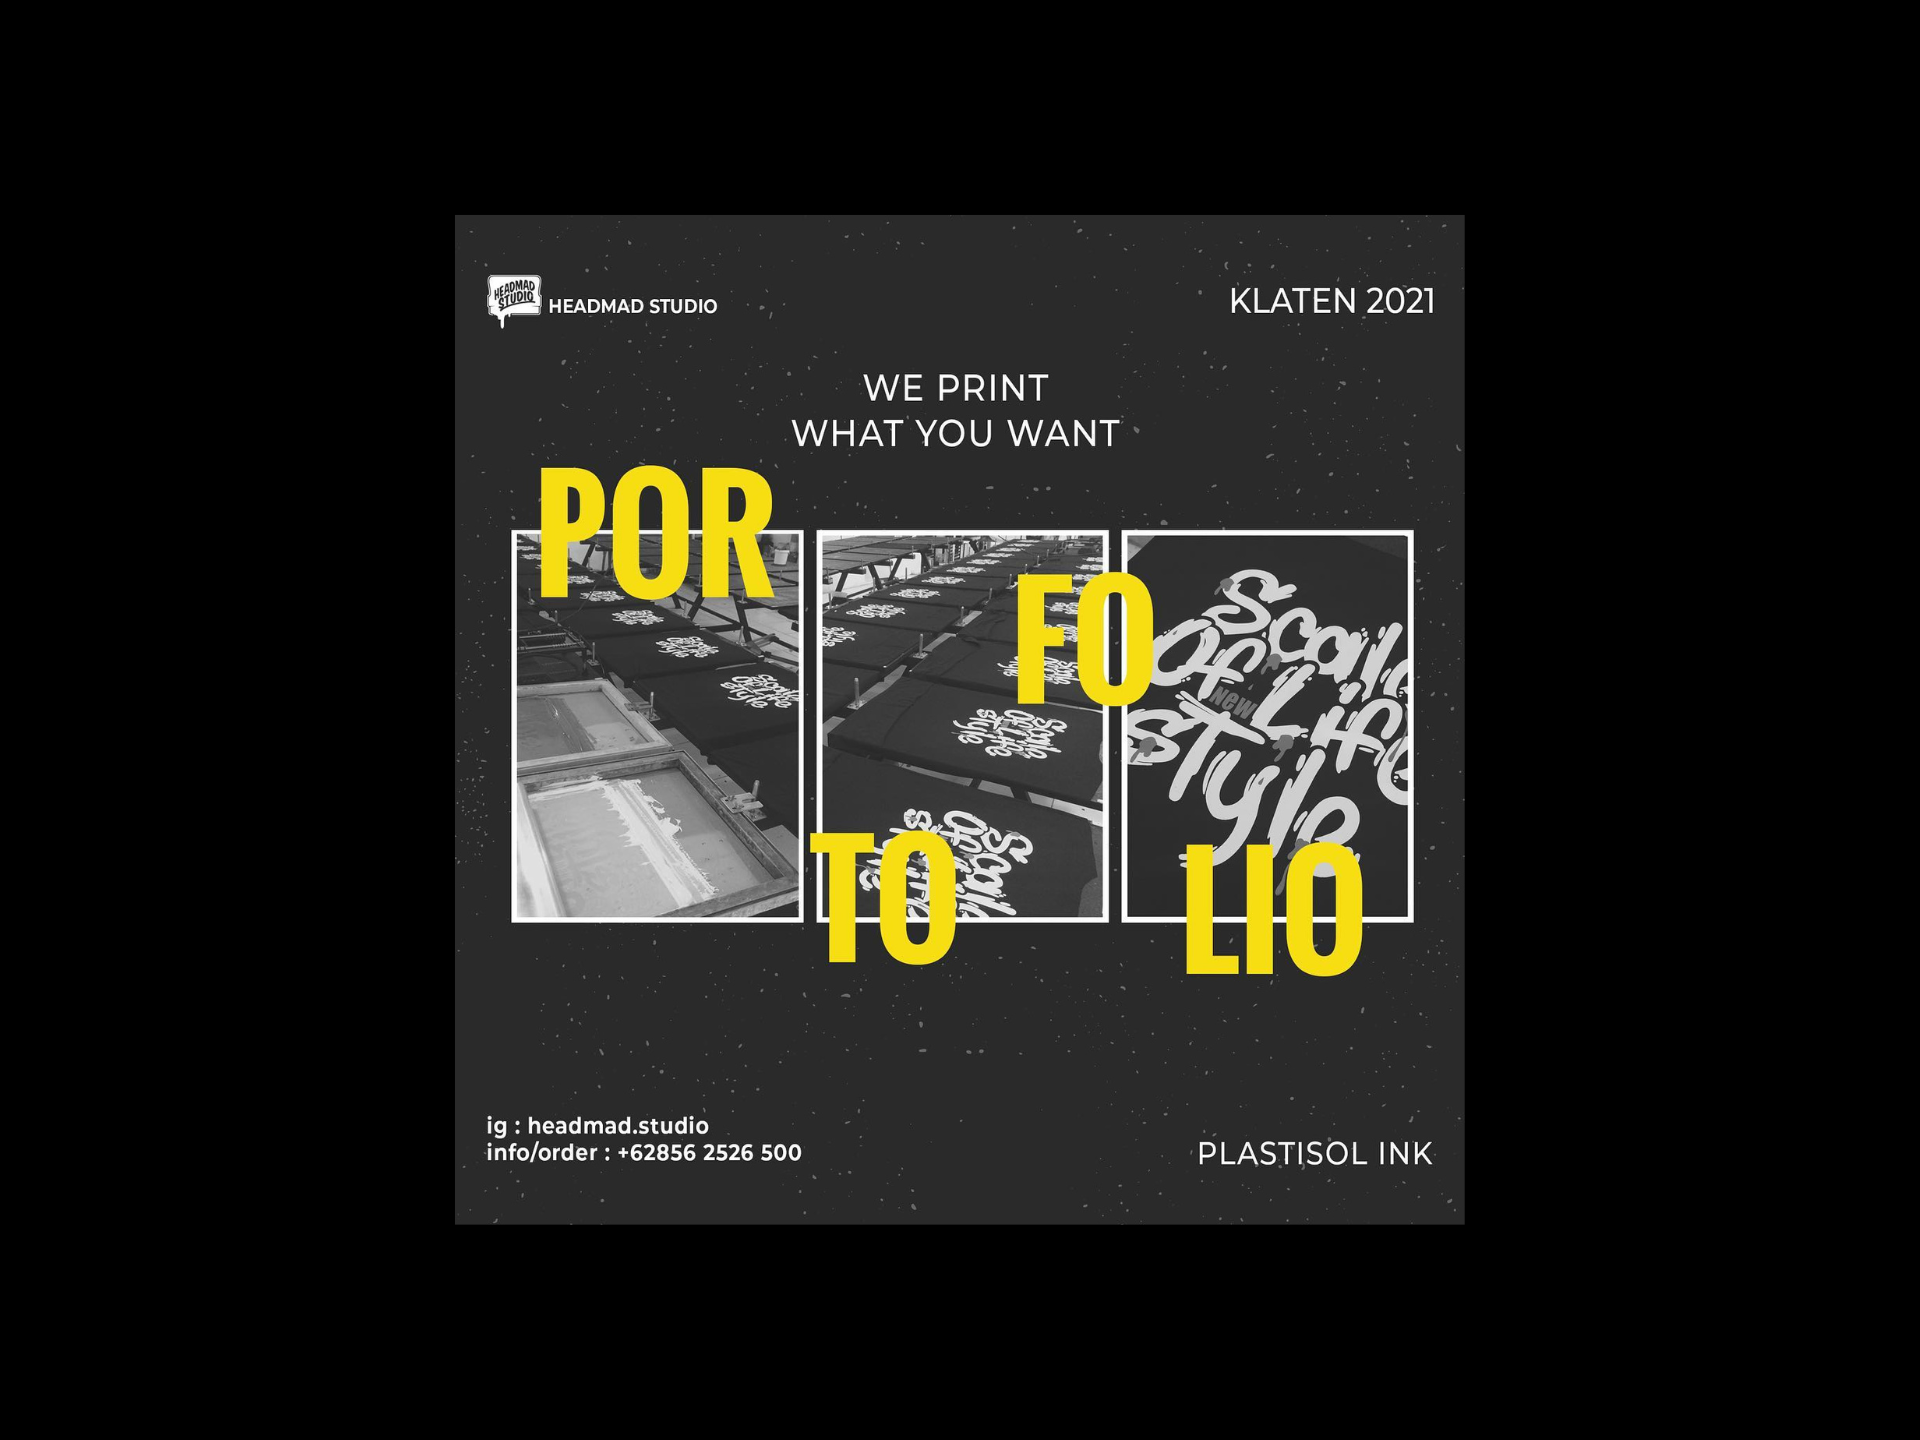 HEADMAD STUDIO
HEADMAD STUDIO
KLATEN 2021
WE PRINT
WHAT YOU WANT
POR
TO
FO
LIO
Scale
Of Life
New
Style
ig : headmad.studio
info/order : +62856 2526 500
PLASTISOL INK